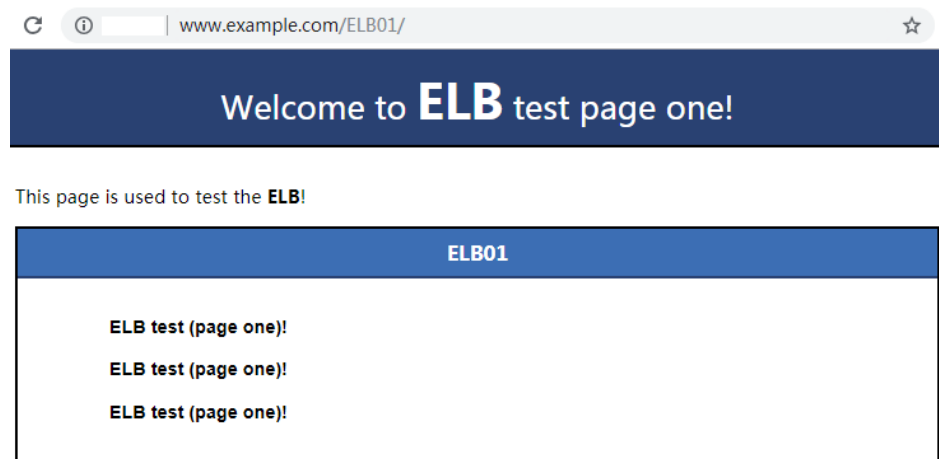 www.example.com/ELB01/
Welcome to ELB test page one!
This page is used to test the ELB!
ELB01
ELB test (page one)!
ELB test (page one)!
ELB test (page one)!